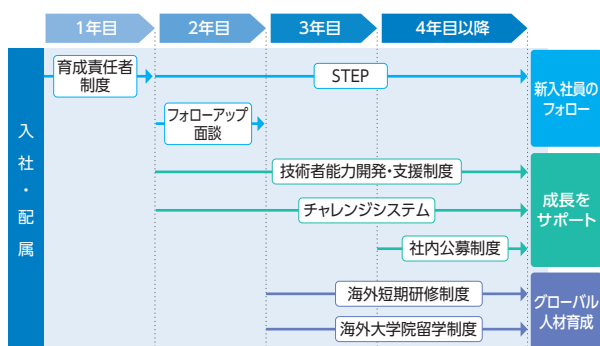 1年目
2年目
3年目
4年目以降
入社・配属
育成責任者
制度
STEP
新入社員の
フォロー
フォローアップ
面談
技術者能力開発・支援制度
チャレンジシステム
成長を
サポート
社内公募制度
海外短期研修制度
グローバル
人材育成
海外大学院留学制度